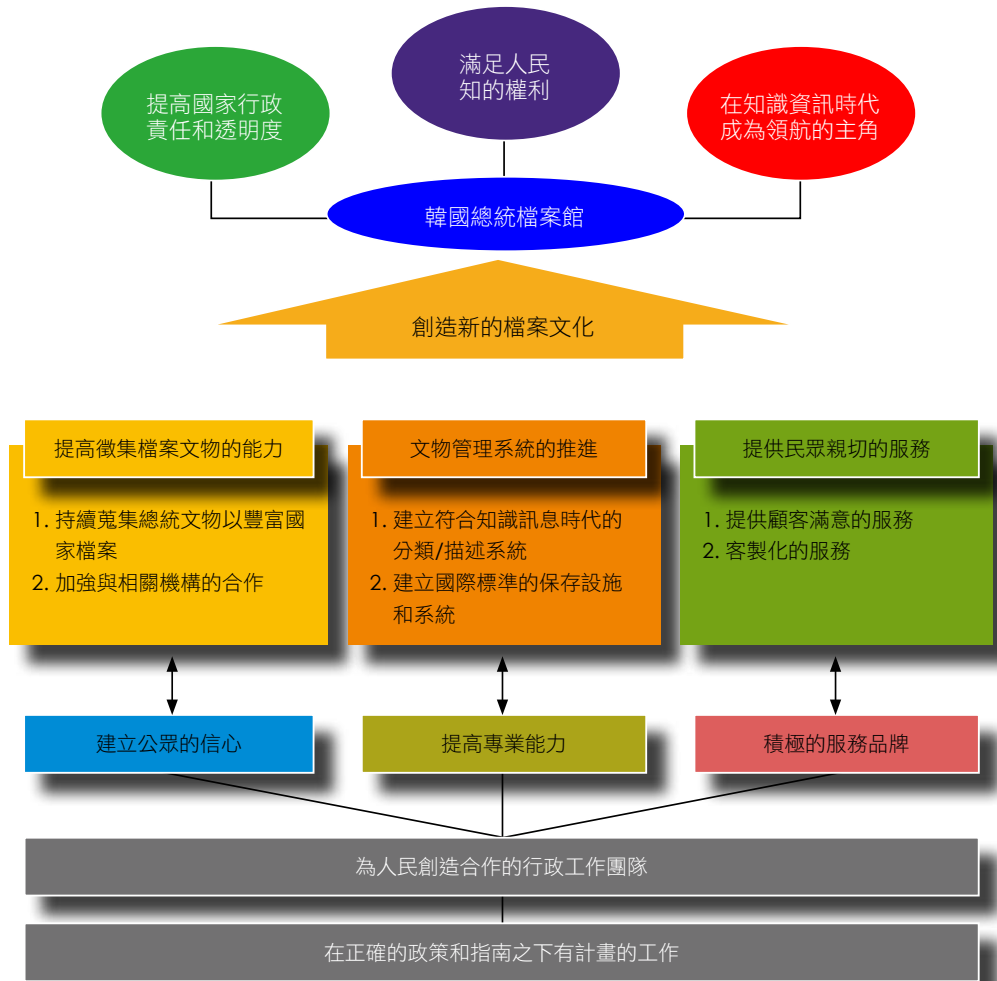 滿足人民
知的權利
提高國家行政
責任和透明度
在知識資訊時代
成為領航的主角
韓國總統檔案館
創造新的檔案文化
提高徵集檔案文物的能力
1. 持續蒐集總統文物以豐富國
家檔案
2. 加強與相關機構的合作
文物管理系統的推進
1. 建立符合知識訊息時代的
分類/描述系統
2. 建立國際標準的保存設施
和系統
提供民眾親切的服務
1. 提供顧客滿意的服務
2. 客製化的服務
建立公眾的信心
提高專業能力
積極的服務品牌
為人民創造合作的行政工作團隊
在正確的政策和指南之下有計畫的工作